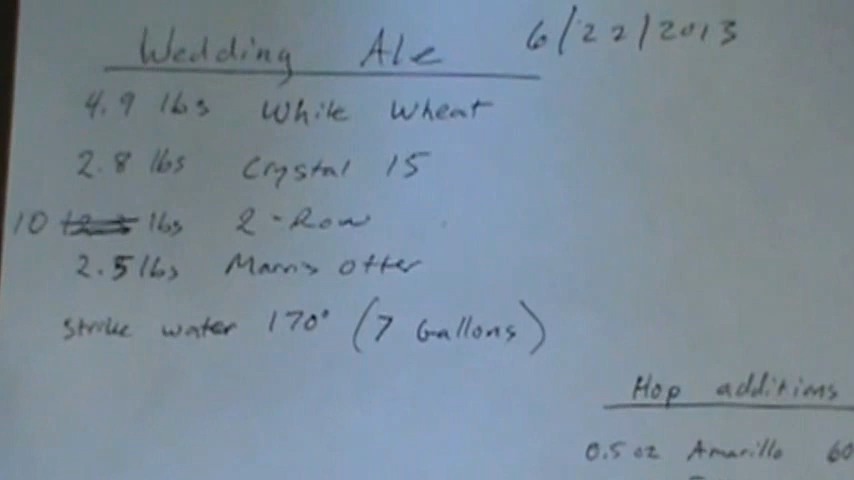 Wedding Ale 6/22/2013
4.9 lbs White Wheat
2.8 lbs Crystal 15
10 lbs 2-Row
2.5 lbs Marris Otter
Strike water 170° (7 Gallons)
Hop additions
0.5 oz Amarillo 60